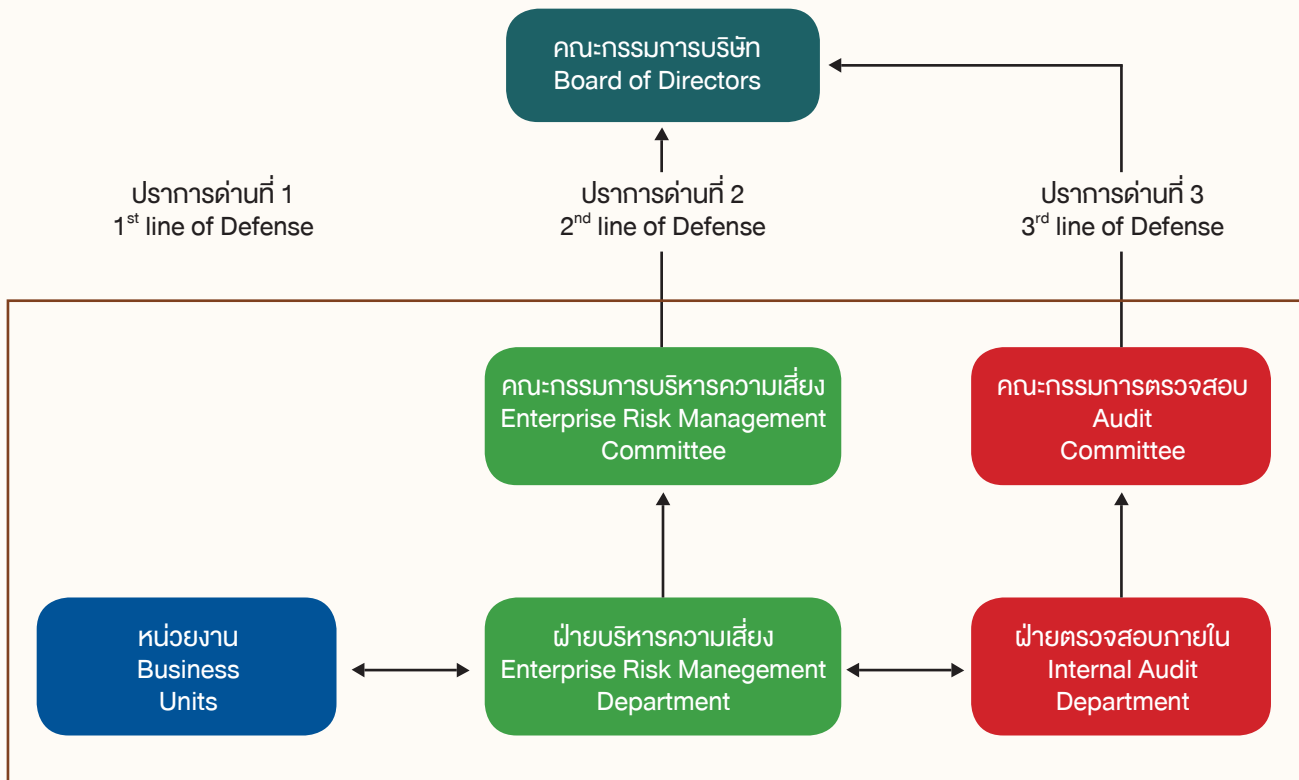 คณะกรรมการบริษัท
Board of Directors
ปราการด่านที่ 1
1st line of Defense
ปราการด่านที่ 2
2nd line of Defense
ปราการด่านที่ 3
3rd line of Defense
คณะกรรมการบริหารความเสี่ยง
Enterprise Risk Management
Committee
คณะกรรมการตรวจสอบ
Audit
Committee
หน่วยงาน
Business
Units
ฝ่ายบริหารความเสี่ยง
Enterprise Risk Manegement
Department
ฝ่ายตรวจสอบภายใน
Internal Audit
Department